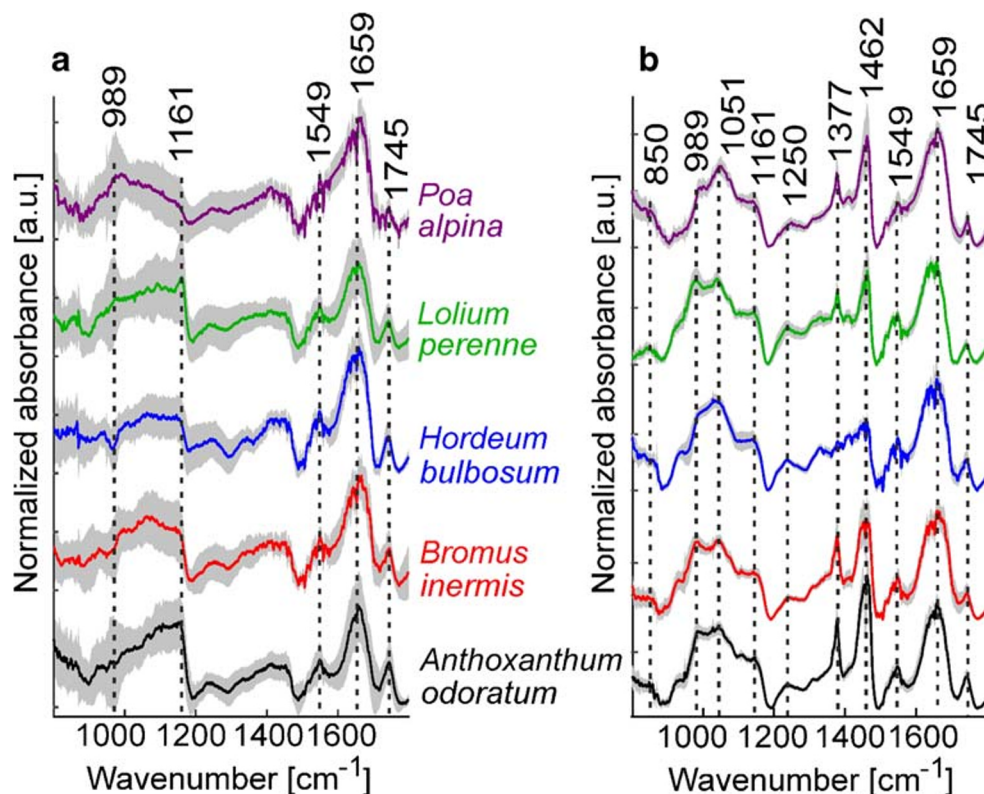 a
989
1161
1549
1659
1745
Normalized absorbance [a.u.]
Poa
alpina
Lolium
perenne
Hordeum
bulbosum
Bromus
inermis
Anthoxanthum
odoratum
1000 1200 1400 1600
Wavenumber [cm⁻¹]
b
850
989
1051
1161
1250
1377
1462
1549
1659
1745
Normalized absorbance [a.u.]
1000 1200 1400 1600
Wavenumber [cm⁻¹]